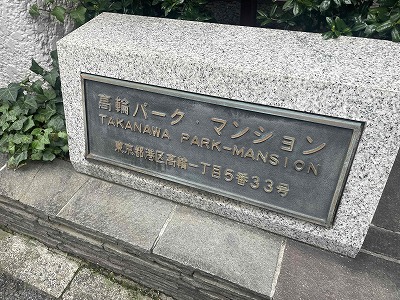 高輪パーク・マンション
TAKANAWA PARK-MANSION
東京都港区高輪一丁目5番33号